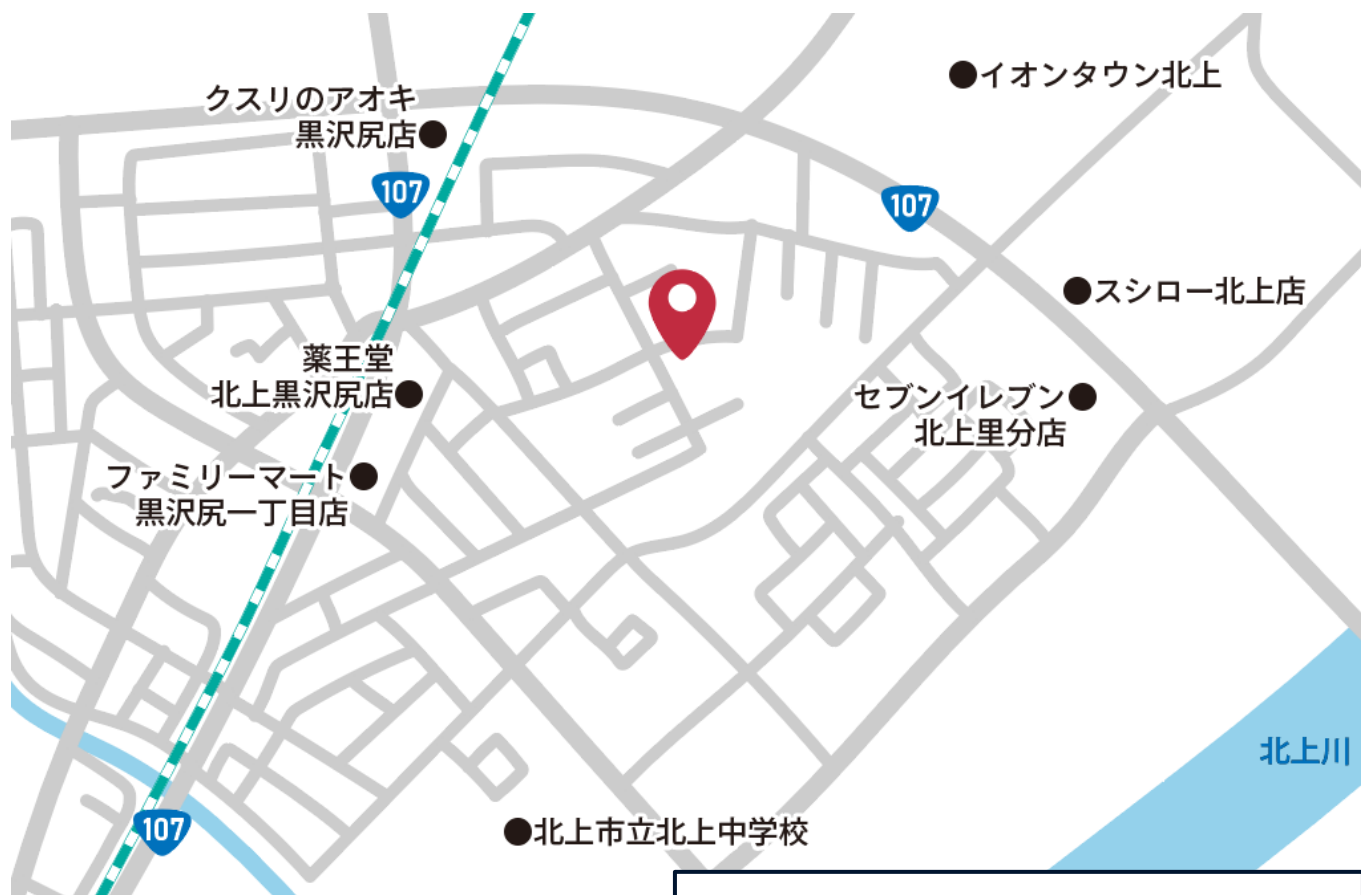 イオンタウン北上
クスリのアオキ
黒沢尻店
107
107
スシロー北上店
薬王堂
北上黒沢尻店
セブンイレブン
北上里分店
ファミリーマート
黒沢尻一丁目店
北上川
107
北上市立北上中学校